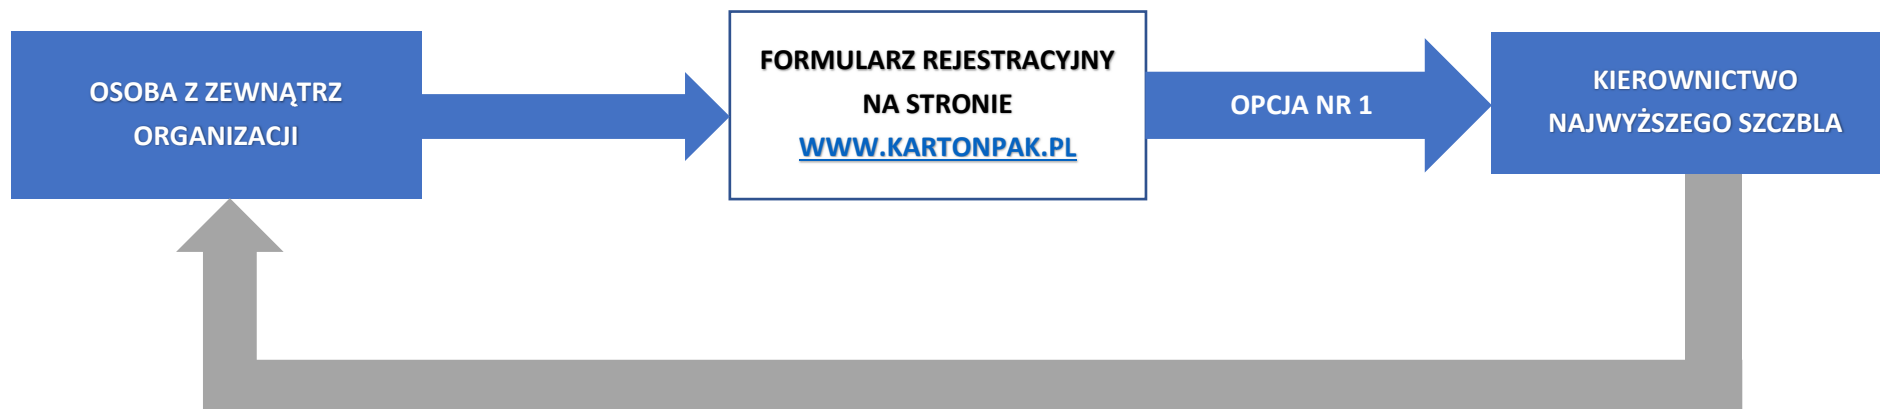 OSOBA Z ZEWNĄTRZ
ORGANIZACJI
FORMULARZ REJESTRACYJNY
NA STRONIE
WWW.KARTONPAK.PL
OPCJA NR 1
KIEROWNICTWO
NAJWYŻSZEGO SZCZBLA